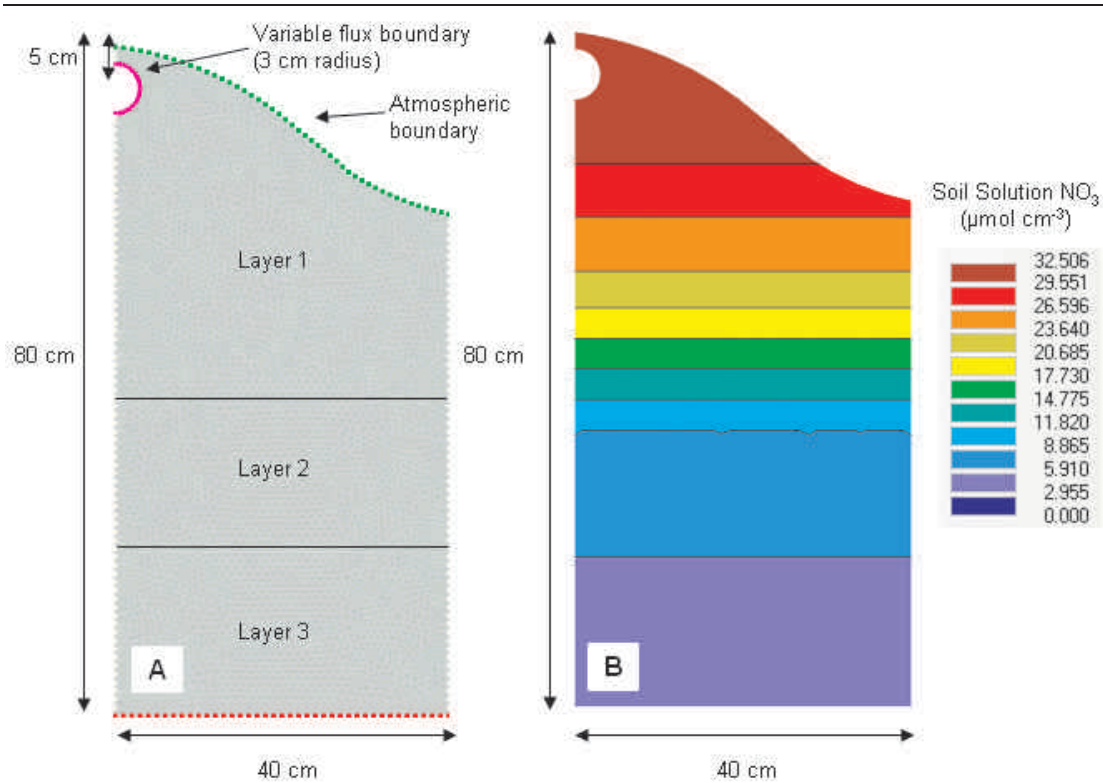 5 cm
Variable flux boundary
(3 cm radius)
Atmospheric
boundary
Layer 1
80 cm
Layer 2
Layer 3
A
40 cm
80 cm
B
40 cm
Soil Solution NO3
(µmol cm-3)
32.506
29.551
26.596
23.640
20.685
17.730
14.775
11.820
8.865
5.910
2.955
0.000